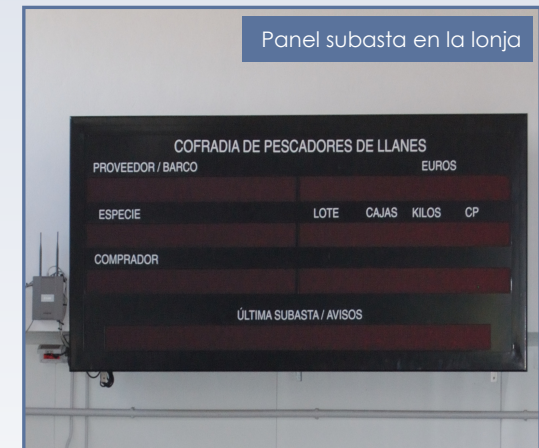 Panel subasta en la lonja
COFRADIA DE PESCADORES DE LLANES
PROVEEDOR / BARCO EUROS
ESPECIE LOTE CAJAS KILOS CP
COMPRADOR
ÚLTIMA SUBASTA / AVISOS